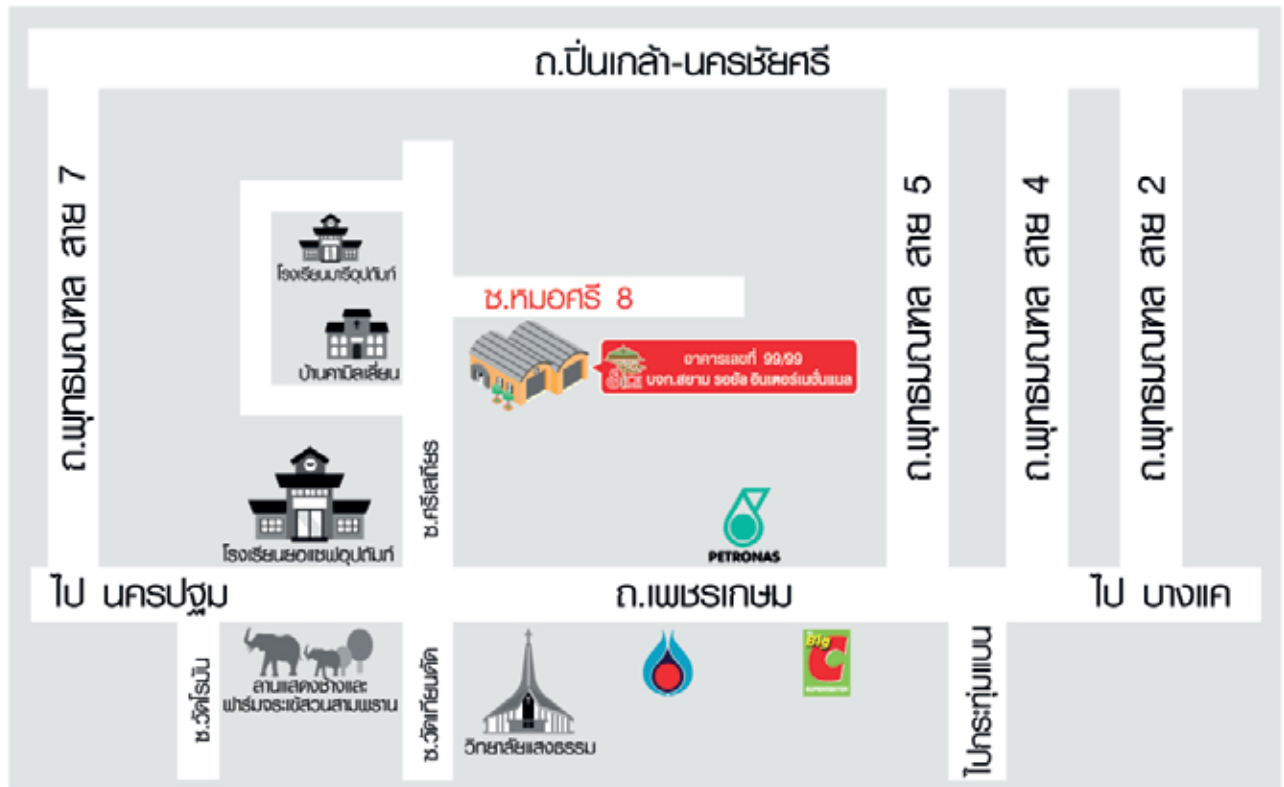 ถ.ปิ่นเกล้า-นครชัยศรี
ถ.พุทธมณฑล สาย 7
ถ.พุทธมณฑล สาย 5
ถ.พุทธมณฑล สาย 4
ถ.พุทธมณฑล สาย 2
โรงเรียนมารีอุปถัมท์
บ้านคามิลเลี่ยน
ซ.หมอศรี 8
อาคารเลขที่ 99/99
บจก.สยาม รอยัล อินเตอร์เนชั่นแนล
ซ.ศรีเสถียร
โรงเรียนยอแซฟอุปถัมท์
PETRONAS
ไป นครปฐม
ถ.เพชรเกษม
ไป บางแค
ซ.วัดโรมัน
ลานแสดงช้างและ
ฟาร์มจระเข้สวนสามพราน
ซ.วัดเทียนดัด
วิทยาลัยแสงธรรม
Big
C
SUPERCENTER
ไปกระทุ่มแบน